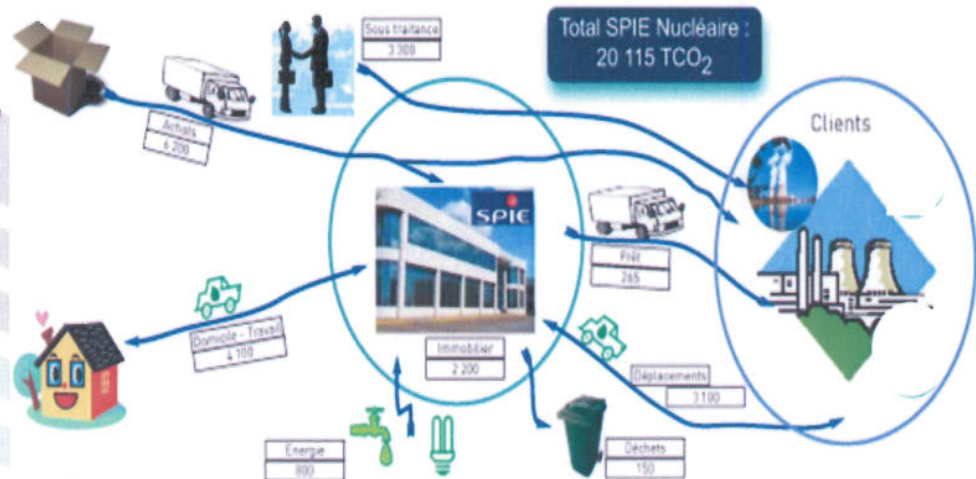 Total SPIE Nucléaire :
20 115 TCO2
Sous traitance
3 300
Achats
6 200
Clients
SPIE
Frêt
265
Domicile - Travail
4 100
Immobilier
2 200
Déplacements
3 100
Energie
800
Déchets
150